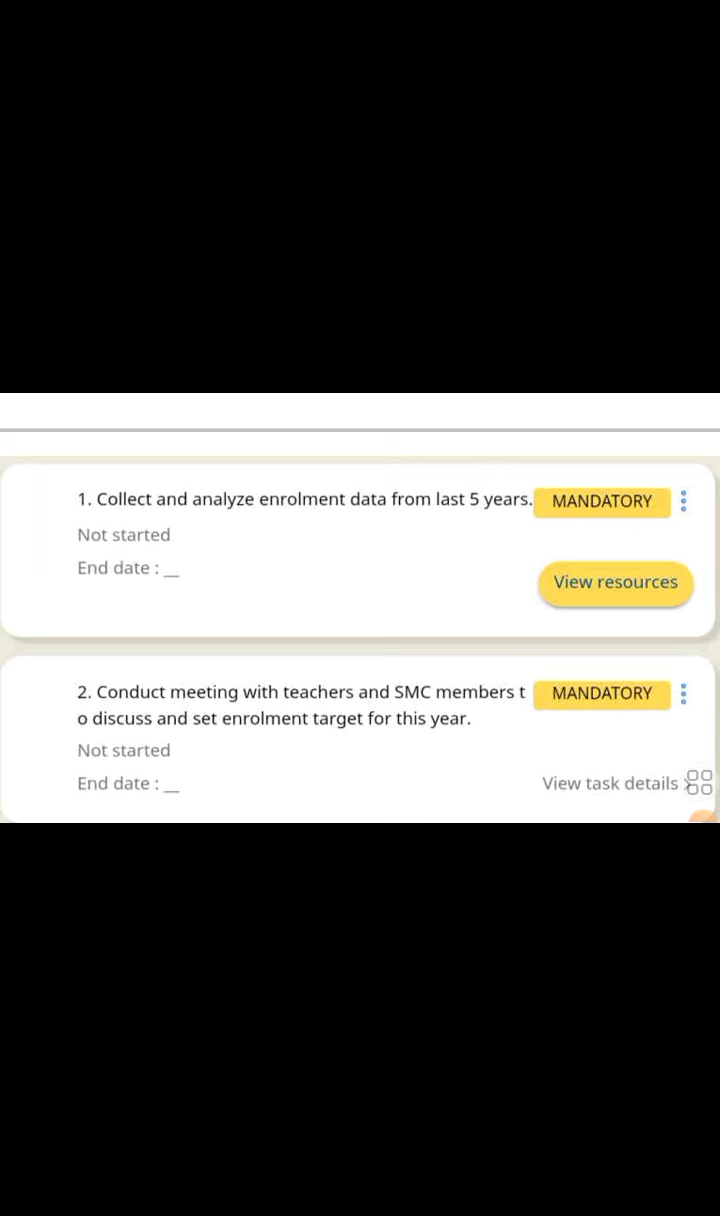 1. Collect and analyze enrolment data from last 5 years.
MANDATORY
Not started
End date : __
View resources
2. Conduct meeting with teachers and SMC members t
o discuss and set enrolment target for this year.
MANDATORY
Not started
End date : __
View task details >